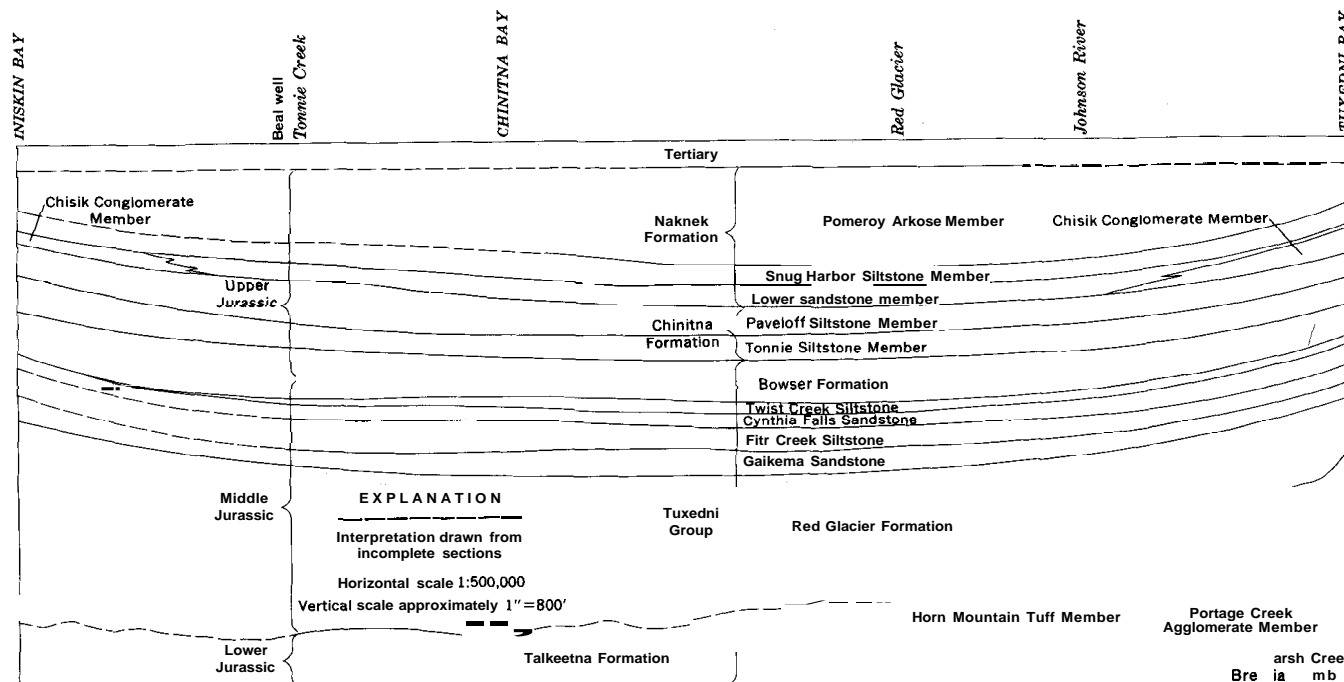 INISKIN BAY
Beal well
Tonnie Creek
CHINITNA BAY
Red Glacier
Johnson River
Tertiary
Chisik Conglomerate
Member
Naknek
Formation
Pomeroy Arkose Member
Chisik Conglomerate Member
Upper
Jurassic
Snug Harbor Siltstone Member
Lower sandstone member
Chinitna
Formation
Paveloff Siltstone Member
Tonnie Siltstone Member
Bowser Formation
Twist Creek Siltstone
Cynthia Falls Sandstone
Fitr Creek Siltstone
Gaikema Sandstone
Middle
Jurassic
EXPLANATION
Interpretation drawn from
incomplete sections
Horizontal scale 1:500,000
Vertical scale approximately 1"=800'
Tuxedni
Group
Red Glacier Formation
Horn Mountain Tuff Member
Portage Creek
Agglomerate Member
Lower
Jurassic
Talkeetna Formation
arsh Cree